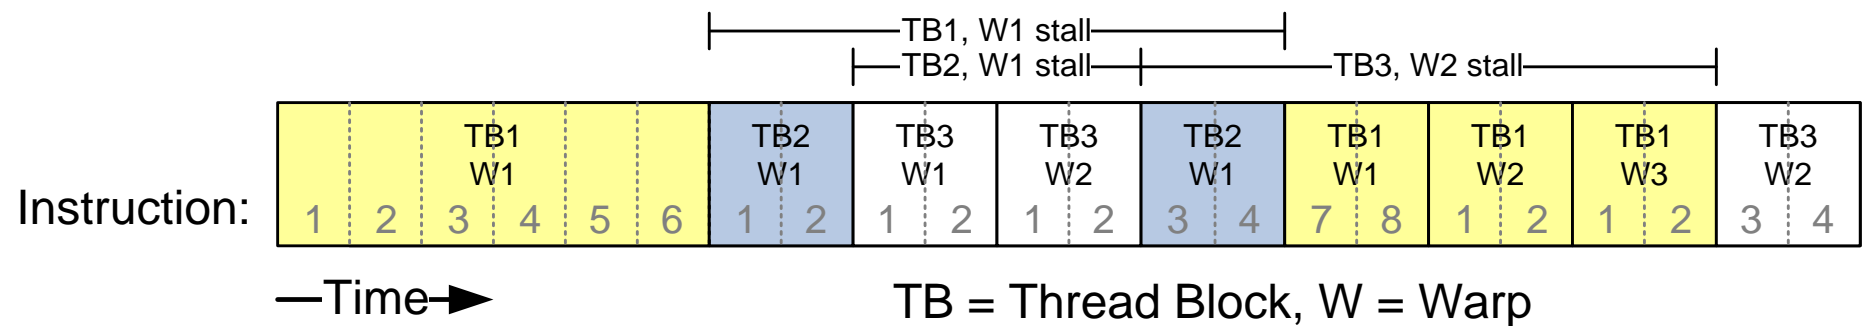 TB1, W1 stall
TB2, W1 stall
TB3, W2 stall
TB1 TB2 TB3 TB3 TB2 TB1 TB1 TB1 TB3
W1 W1 W1 W2 W1 W1 W2 W3 W2
Instruction: 1 2 3 4 5 6 1 2 1 2 1 2 3 4 7 8 1 2 1 2 3 4
Time
TB = Thread Block, W = Warp